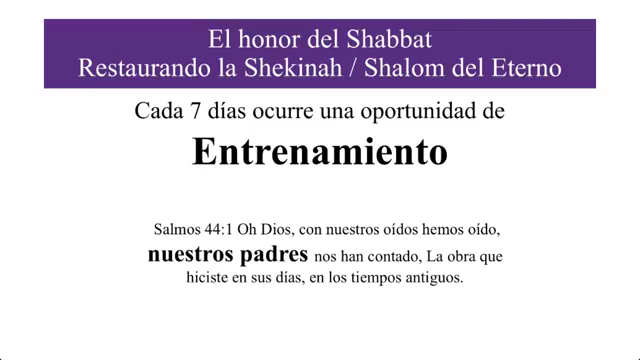 El honor del Shabbat
Restaurando la Shekinah / Shalom del Eterno
Cada 7 días ocurre una oportunidad de
Entrenamiento
Salmos 44:1 Oh Dios, con nuestros oídos hemos oído,
nuestros padres nos han contado, La obra que
hiciste en sus días, en los tiempos antiguos.